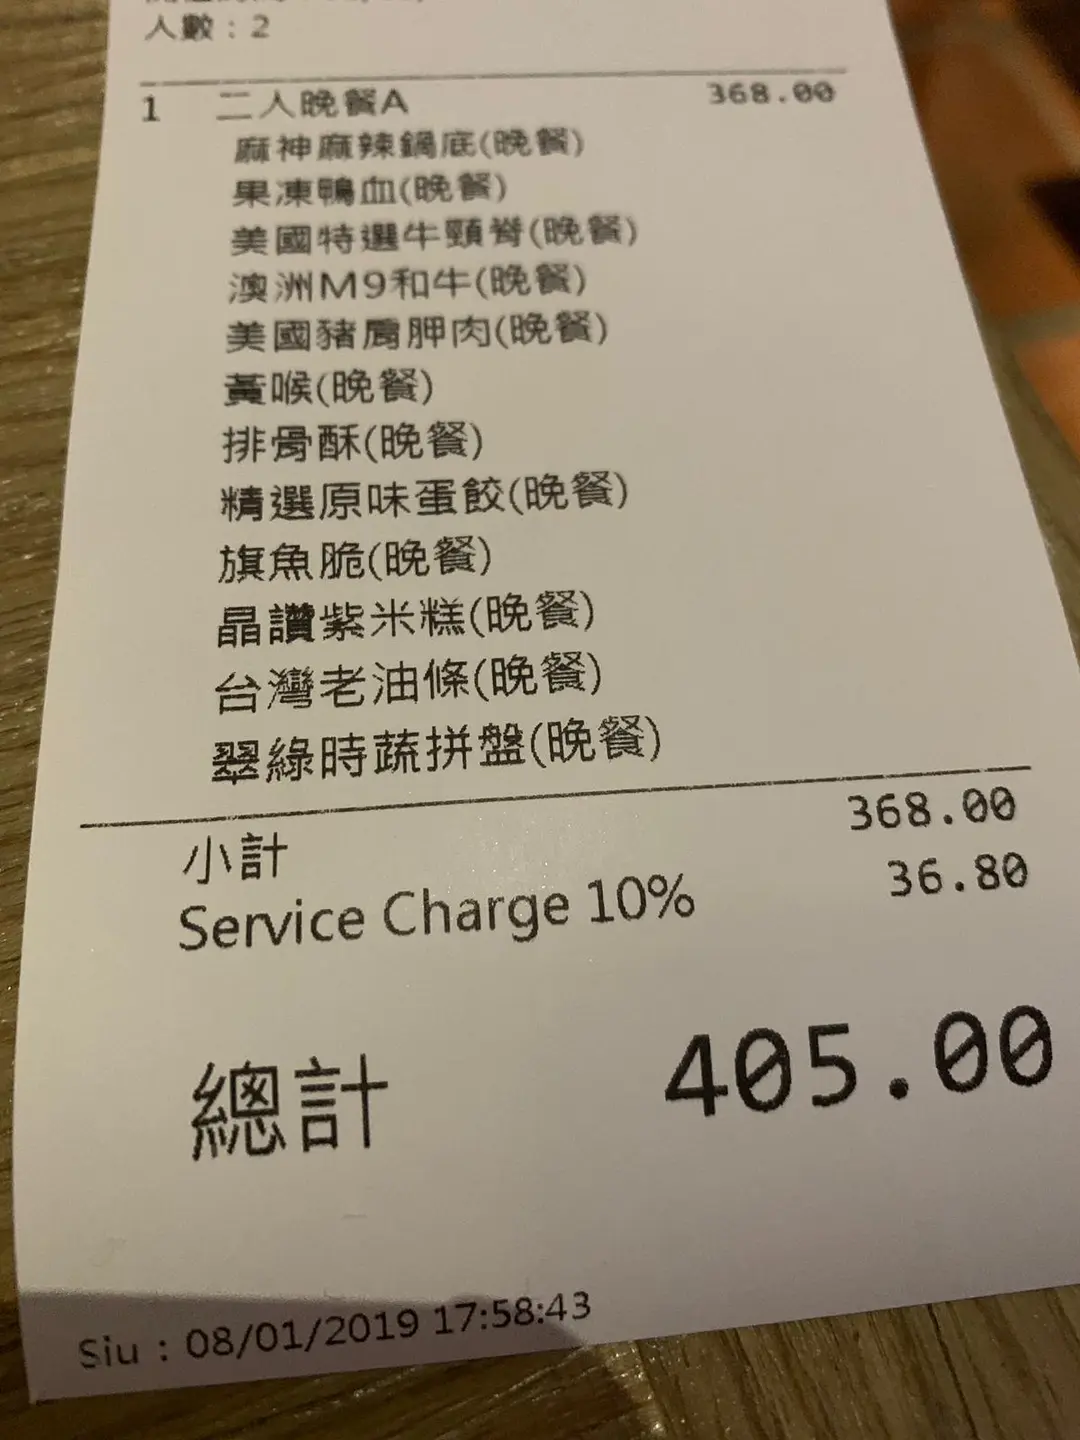 人數：2
1 二人晚餐A 368.00
麻神麻辣鍋底(晚餐)
果凍鴨血(晚餐)
美國特選牛頸脊(晚餐)
澳洲M9和牛(晚餐)
美國豬肩胛肉(晚餐)
黃喉(晚餐)
排骨酥(晚餐)
精選原味蛋餃(晚餐)
旗魚脆(晚餐)
晶讚紫米糕(晚餐)
台灣老油條(晚餐)
翠綠時蔬拼盤(晚餐)
小計 368.00
Service Charge 10% 36.80
總計 405.00
Siu : 08/01/2019 17:58:43